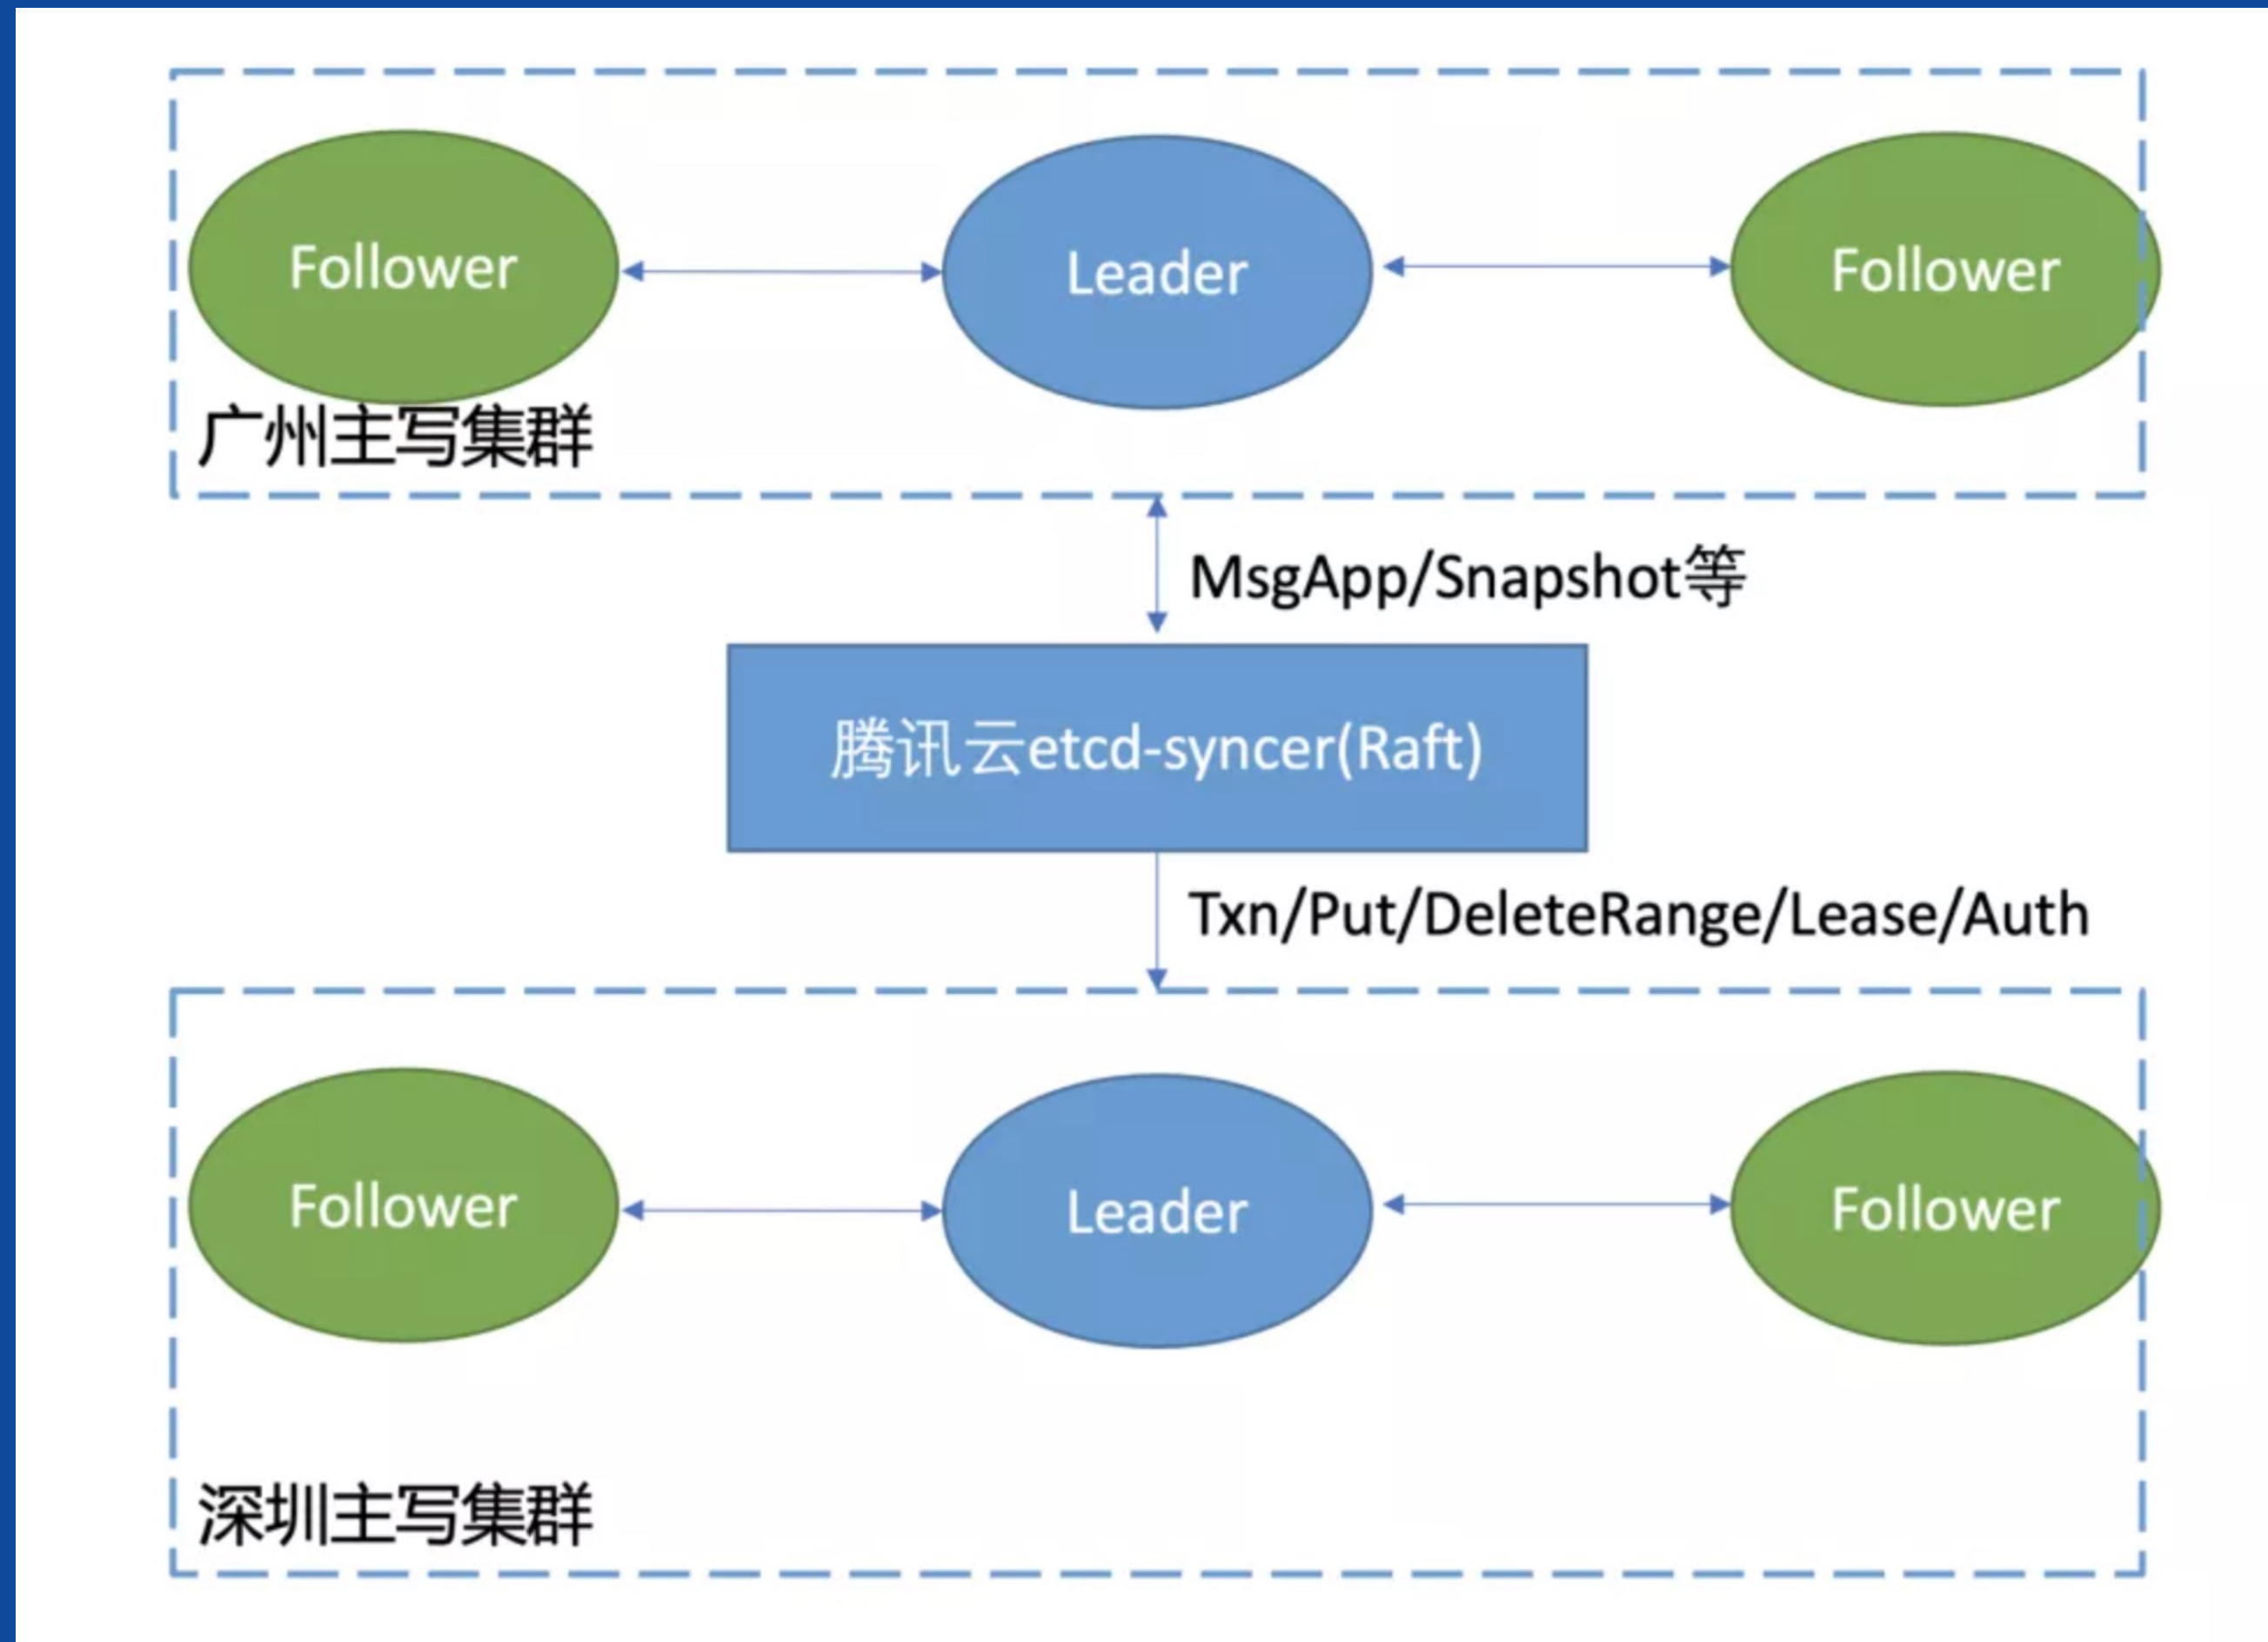 Follower
Leader
Follower
广州主写集群
MsgApp/Snapshot等
腾讯云etcd-syncer(Raft)
Txn/Put/DeleteRange/Lease/Auth
Follower
Leader
Follower
深圳主写集群